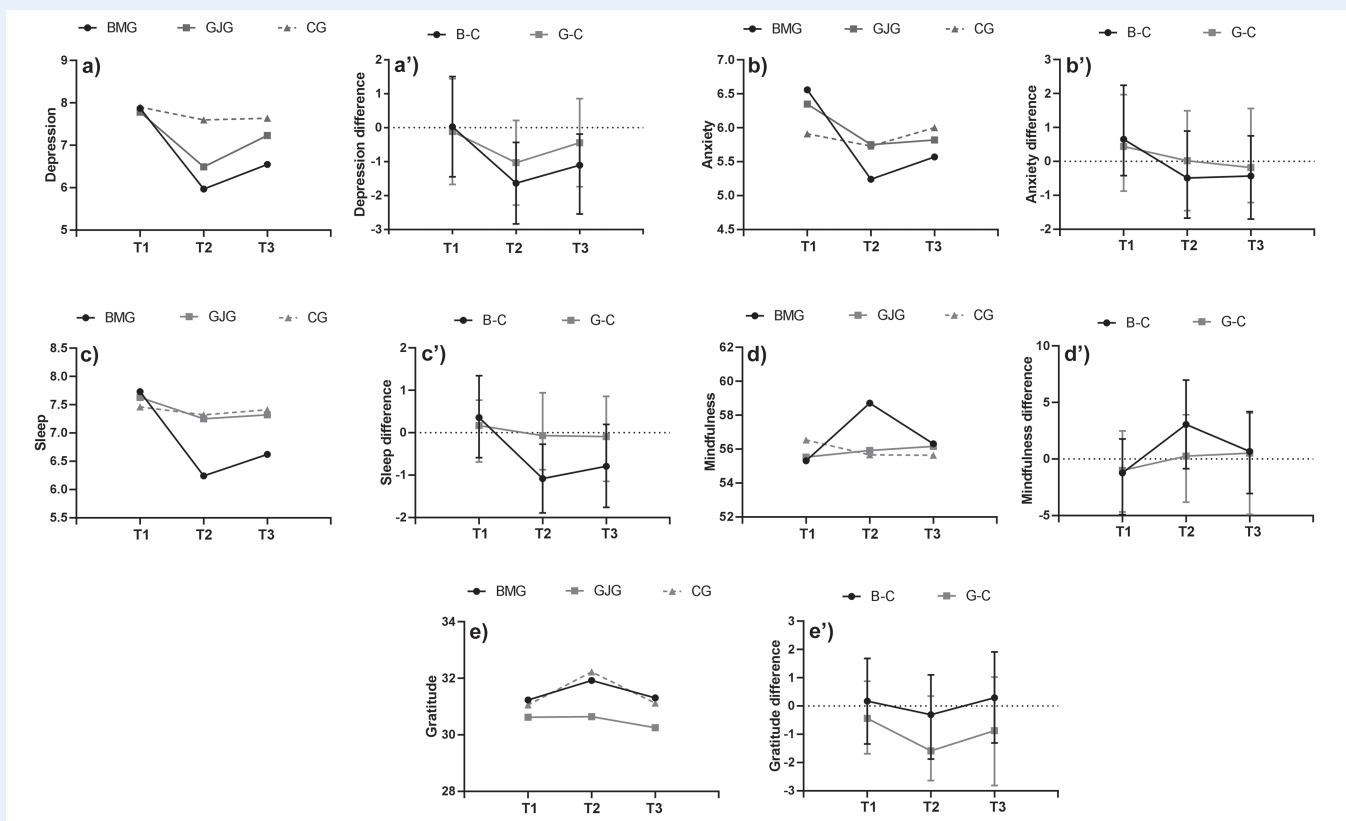 BMG GJG CG
a)
Depression
9
8
7
6
5
T1 T2 T3
B-C G-C
a')
Depression difference
2
1
0
-1
-2
-3
T1 T2 T3
BMG GJG CG
b)
Anxiety
7.0
6.5
6.0
5.5
5.0
4.5
T1 T2 T3
B-C G-C
b')
Anxiety difference
3
2
1
0
-1
-2
T1 T2 T3
BMG GJG CG
c)
Sleep
8.5
8.0
7.5
7.0
6.5
6.0
5.5
T1 T2 T3
B-C G-C
c')
Sleep difference
2
1
0
-1
-2
T1 T2 T3
BMG GJG CG
d)
Mindfulness
62
60
58
56
54
52
T1 T2 T3
B-C G-C
d')
Mindfulness difference
10
5
0
-5
T1 T2 T3
BMG GJG CG
e)
Gratitude
34
32
30
28
T1 T2 T3
B-C G-C
e')
Gratitude difference
3
2
1
0
-1
-2
-3
T1 T2 T3